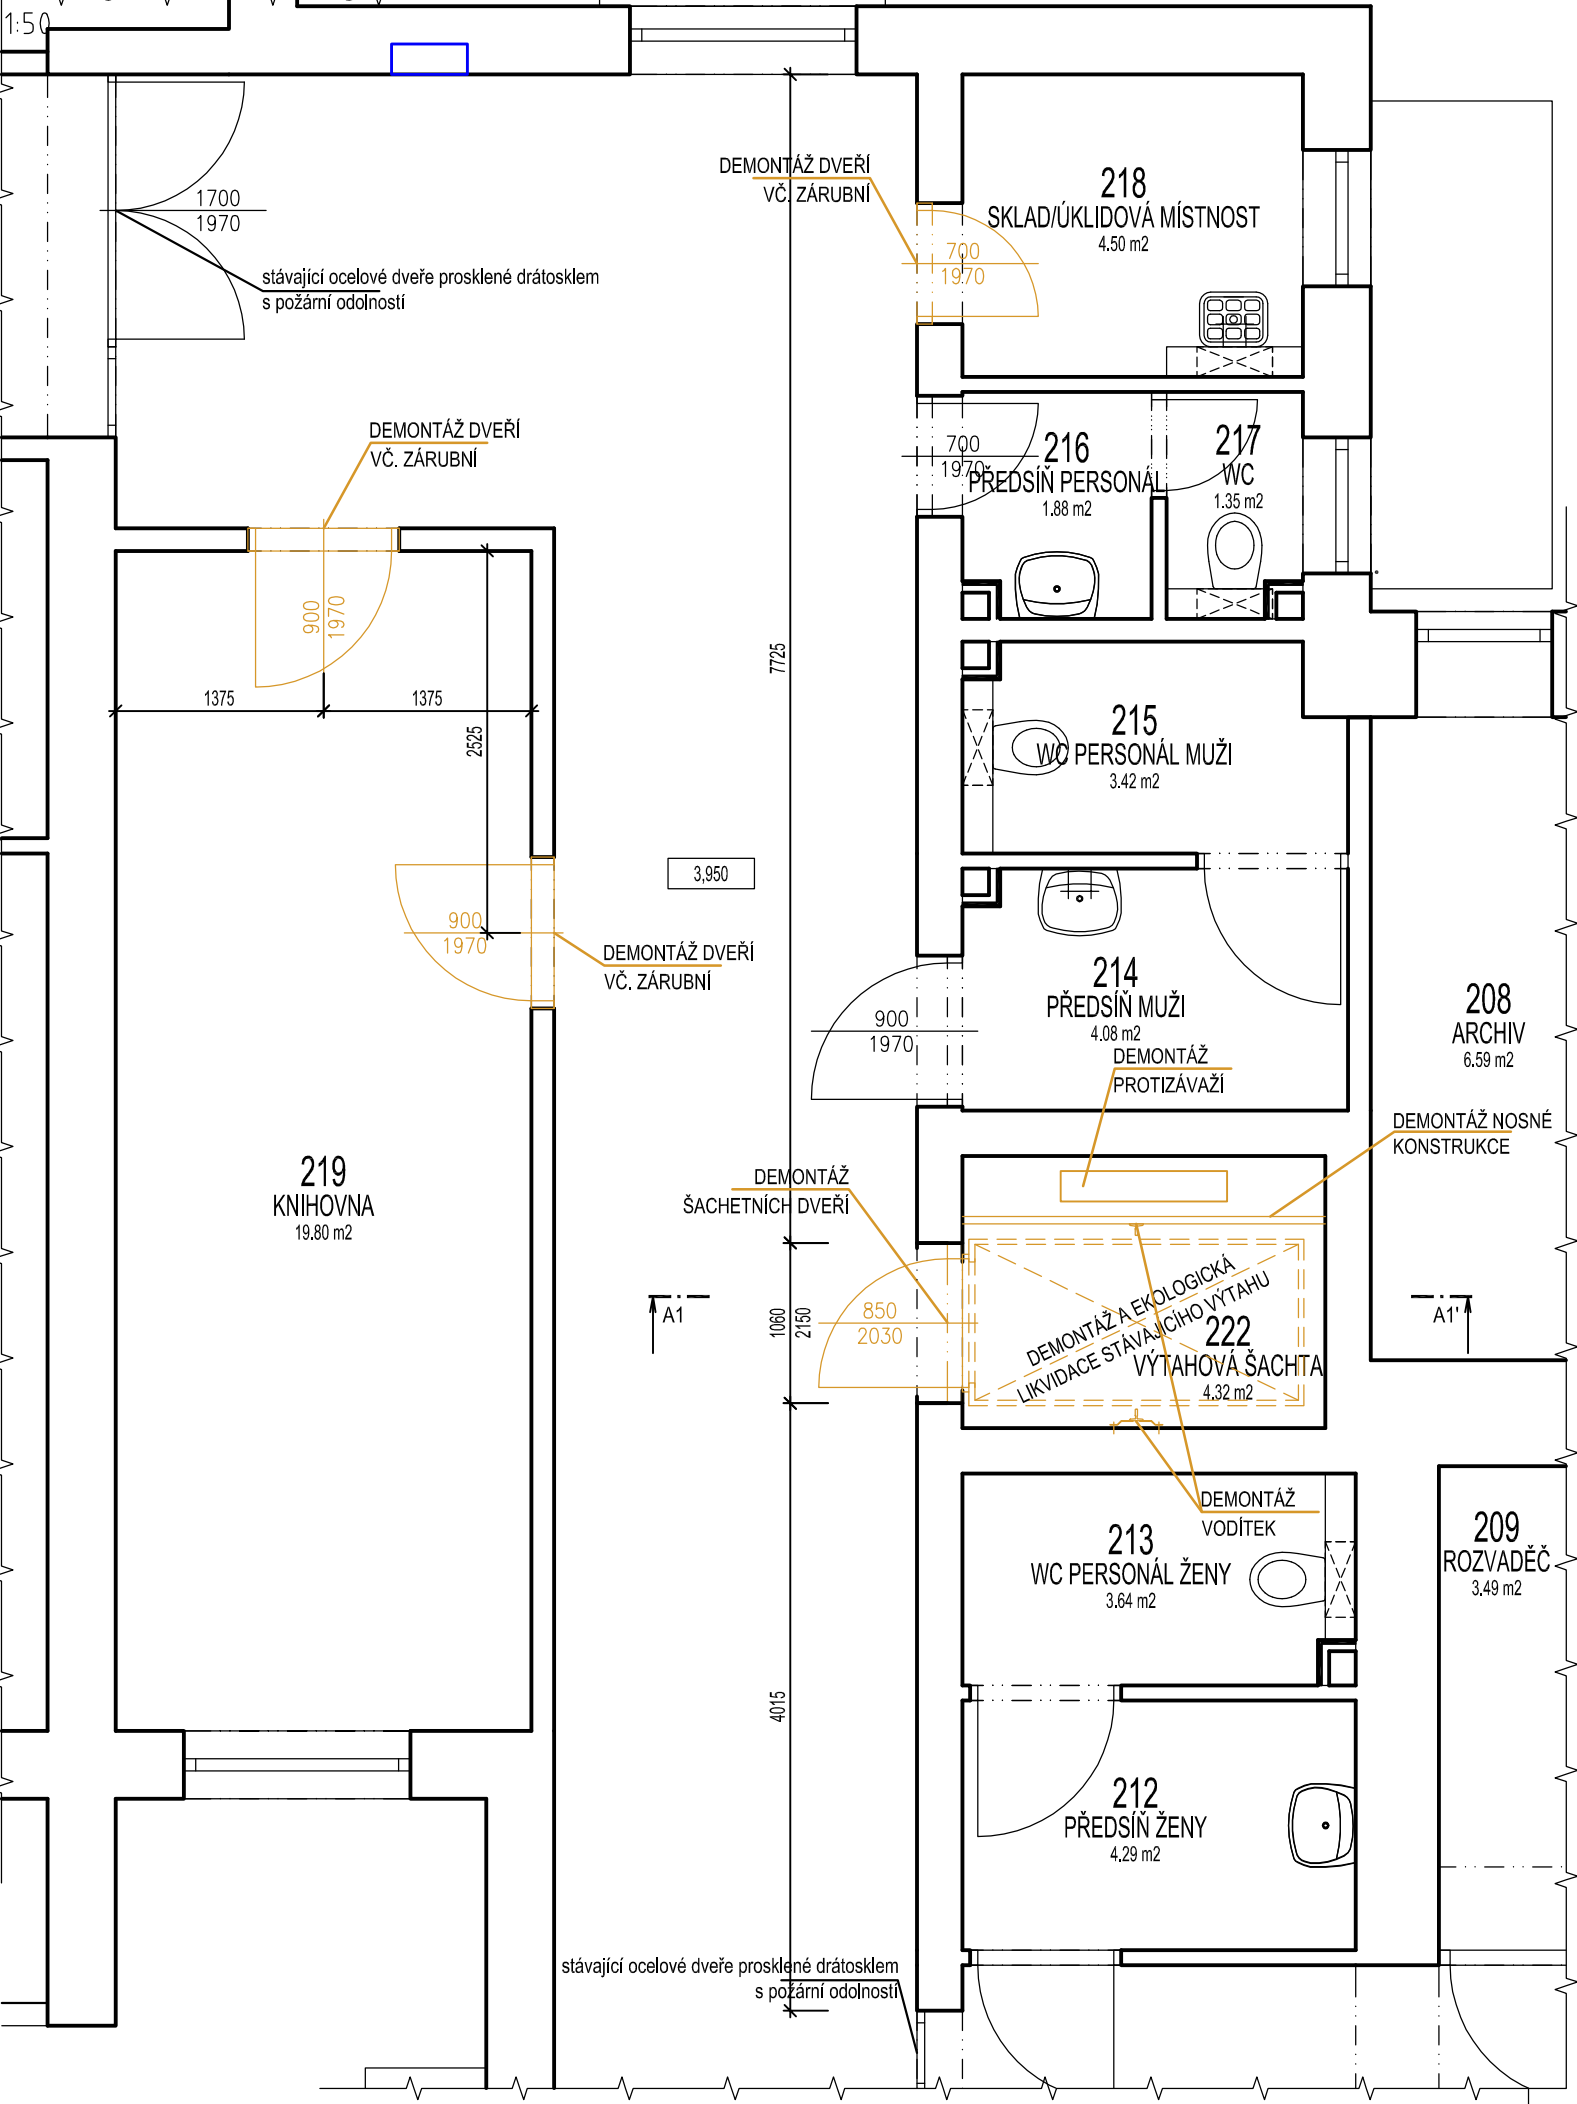 1:50
1700
1970
stávající ocelové dveře prosklené drátosklem
s požární odolností
DEMONTÁŽ DVEŘÍ
VČ. ZÁRUBNÍ
700
1970
218
SKLAD/ÚKLIDOVÁ MÍSTNOST
4.50 m2
DEMONTÁŽ DVEŘÍ
VČ. ZÁRUBNÍ
700
1970
216
PŘEDSÍŇ PERSONÁL
1.88 m2
217
WC
1.35 m2
900
1970
1375
1375
2525
7725
215
WC PERSONÁL MUŽI
3.42 m2
3,950
900
1970
DEMONTÁŽ DVEŘÍ
VČ. ZÁRUBNÍ
900
1970
214
PŘEDSÍŇ MUŽI
4.08 m2
DEMONTÁŽ
PROTIZÁVAŽÍ
208
ARCHIV
6.59 m2
DEMONTÁŽ NOSNÉ
KONSTRUKCE
219
KNIHOVNA
19.80 m2
DEMONTÁŽ
ŠACHETNÍCH DVEŘÍ
A1
1060
2150
850
2030
DEMONTÁŽ A EKOLOGICKÁ
LIKVIDACE STÁVAJÍCÍHO VÝTAHU
222
VÝTAHOVÁ ŠACHTA
4.32 m2
A1'
DEMONTÁŽ
VODÍTEK
213
WC PERSONÁL ŽENY
3.64 m2
209
ROZVADĚČ
3.49 m2
4015
212
PŘEDSÍŇ ŽENY
4.29 m2
stávající ocelové dveře prosklené drátosklem
s požární odolností